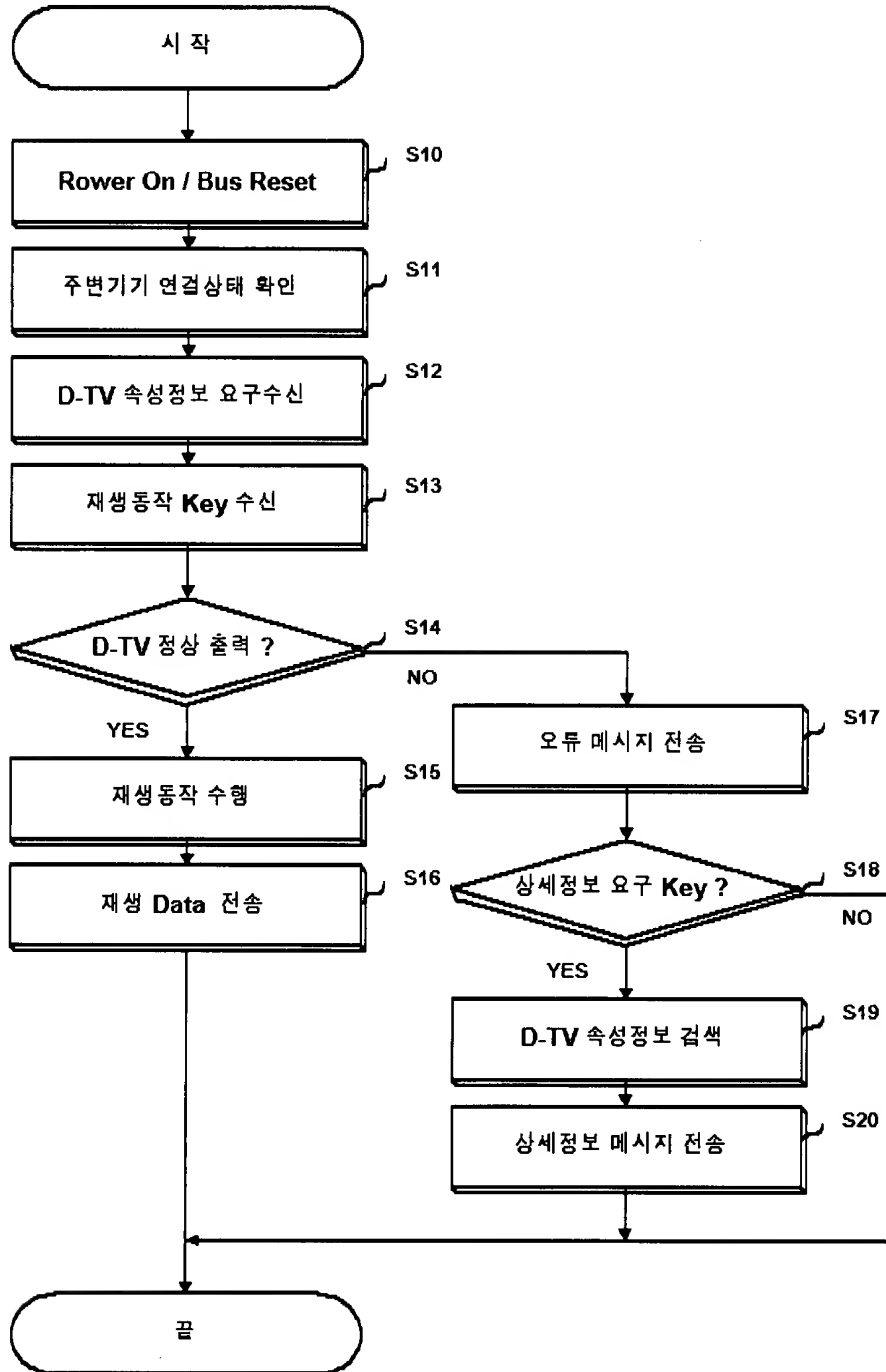 시 작
Rower On / Bus Reset
S10
주변기기 연결상태 확인
S11
D-TV 속성정보 요구수신
S12
재생동작 Key 수신
S13
D-TV 정상 출력 ?
S14
NO
YES
오류 메시지 전송
S17
재생동작 수행
S15
상세정보 요구 Key ?
S18
NO
재생 Data 전송
S16
YES
D-TV 속성정보 검색
S19
상세정보 메시지 전송
S20
끝